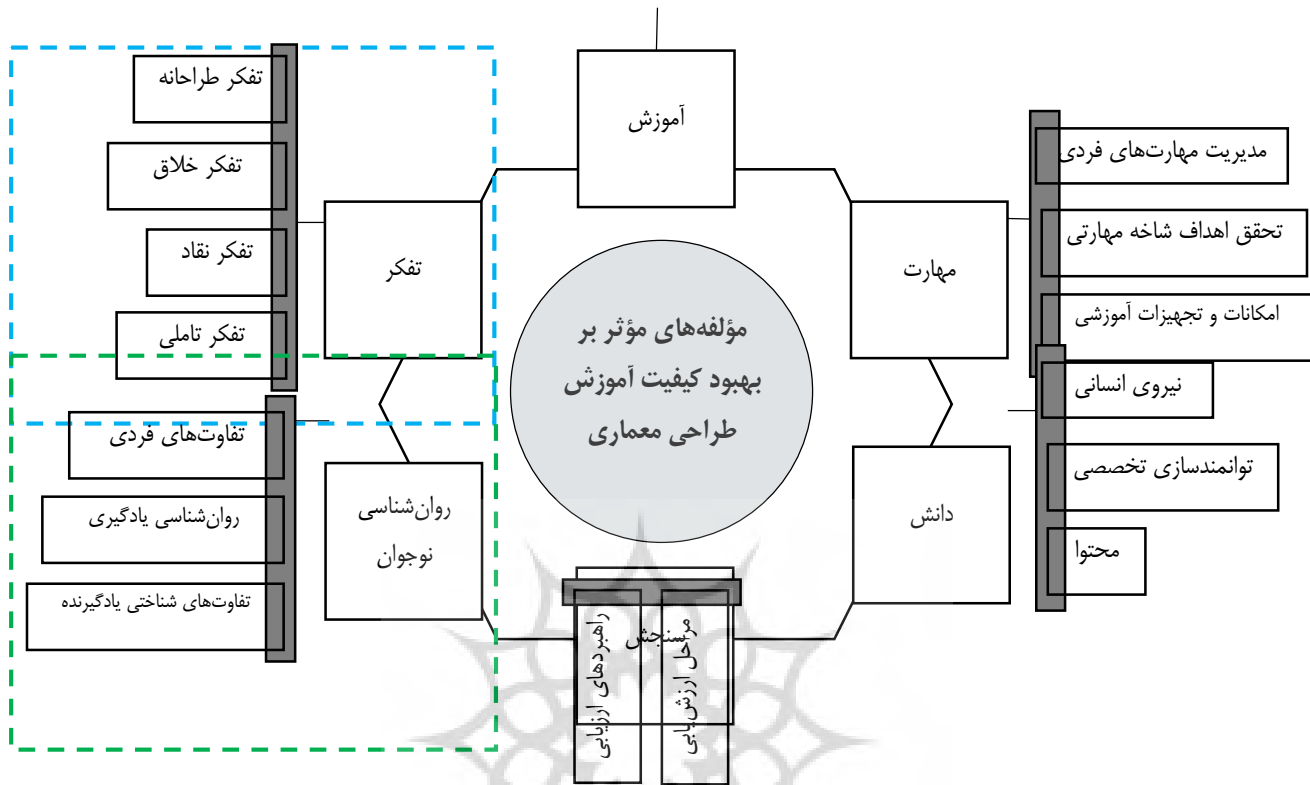 آموزش
مهارت
مدیریت مهارت‌های فردی
تحقق اهداف شاخه مهارتی
امکانات و تجهیزات آموزشی
دانش
نیروی انسانی
توانمندسازی تخصصی
محتوا
مؤلفه‌های مؤثر بر
بهبود کیفیت آموزش
طراحی معماری
تفکر
تفکر طراحانه
تفکر خلاق
تفکر نقاد
تفکر تاملی
روان‌شناسی
نوجوان
تفاوت‌های فردی
روان‌شناسی یادگیری
تفاوت‌های شناختی یادگیرنده
سنجش
مراحل ارزش‌یابی
راهبردهای ارزیابی